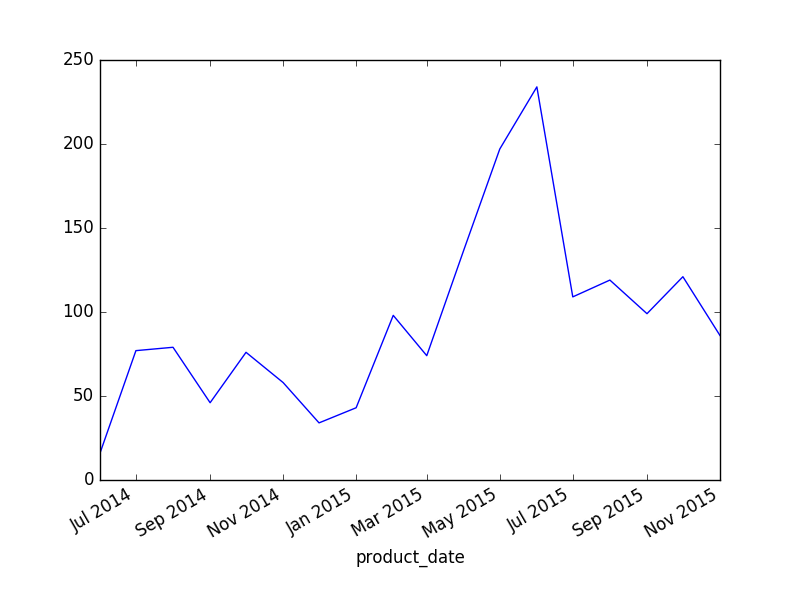 250
200
150
100
50
0
Jul 2014
Sep 2014
Nov 2014
Jan 2015
Mar 2015
May 2015
Jul 2015
Sep 2015
Nov 2015
product_date